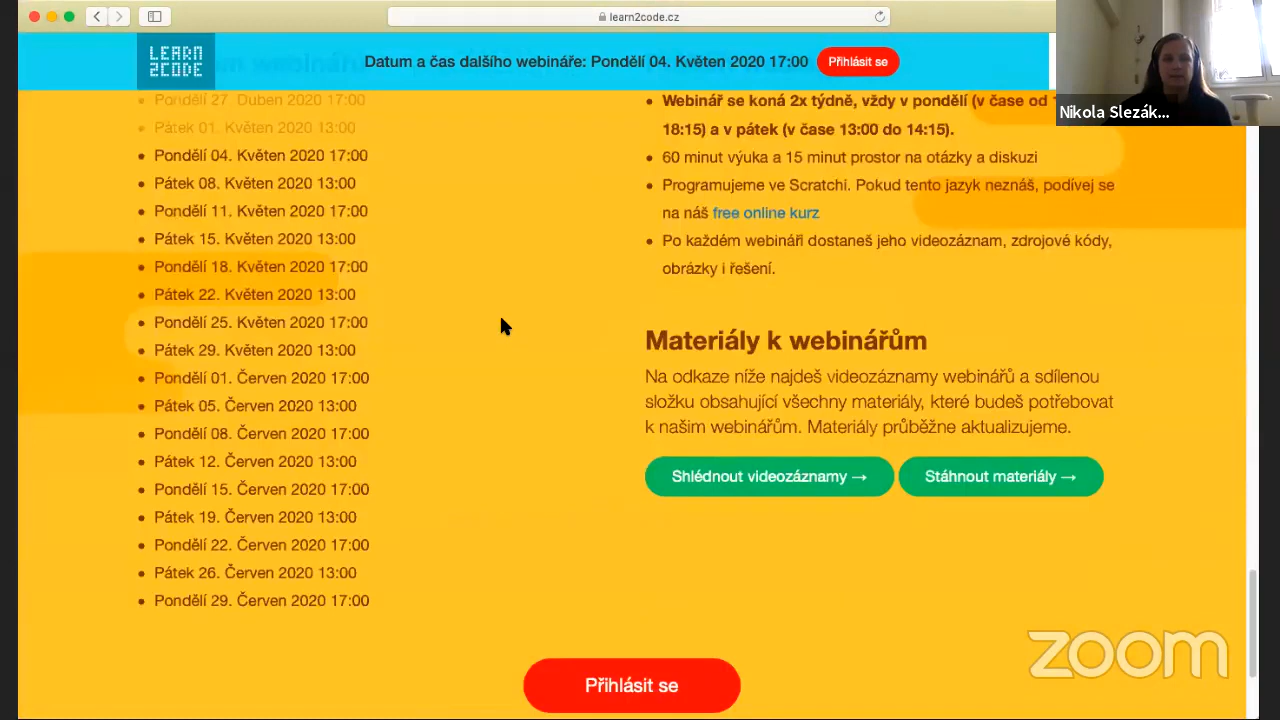 learn2code.cz
LEARN
2CODE
Datum a čas dalšího webináře: Pondělí 04. Květen 2020 17:00
Přihlásit se
Nikola Slezák...
Pondělí 27. Duben 2020 17:00
Pátek 01. Květen 2020 13:00
Pondělí 04. Květen 2020 17:00
Pátek 08. Květen 2020 13:00
Pondělí 11. Květen 2020 17:00
Pátek 15. Květen 2020 13:00
Pondělí 18. Květen 2020 17:00
Pátek 22. Květen 2020 13:00
Pondělí 25. Květen 2020 17:00
Pátek 29. Květen 2020 13:00
Pondělí 01. Červen 2020 17:00
Pátek 05. Červen 2020 13:00
Pondělí 08. Červen 2020 17:00
Pátek 12. Červen 2020 13:00
Pondělí 15. Červen 2020 17:00
Pátek 19. Červen 2020 13:00
Pondělí 22. Červen 2020 17:00
Pátek 26. Červen 2020 13:00
Pondělí 29. Červen 2020 17:00
Webinář se koná 2x týdně, vždy v pondělí (v čase od
18:15) a v pátek (v čase 13:00 do 14:15).
60 minut výuka a 15 minut prostor na otázky a diskuzi
Programujeme ve Scratchi. Pokud tento jazyk neznáš, podívej se
na náš free online kurz
Po každém webináři dostaneš jeho videozáznam, zdrojové kódy,
obrázky i řešení.
Materiály k webinářům
Na odkaze níže najdeš videozáznamy webinářů a sdílenou
složku obsahující všechny materiály, které budeš potřebovat
k našim webinářům. Materiály průběžne aktualizujeme.
Shlédnout videozáznamy →
Stáhnout materiály →
Přihlásit se
zoom